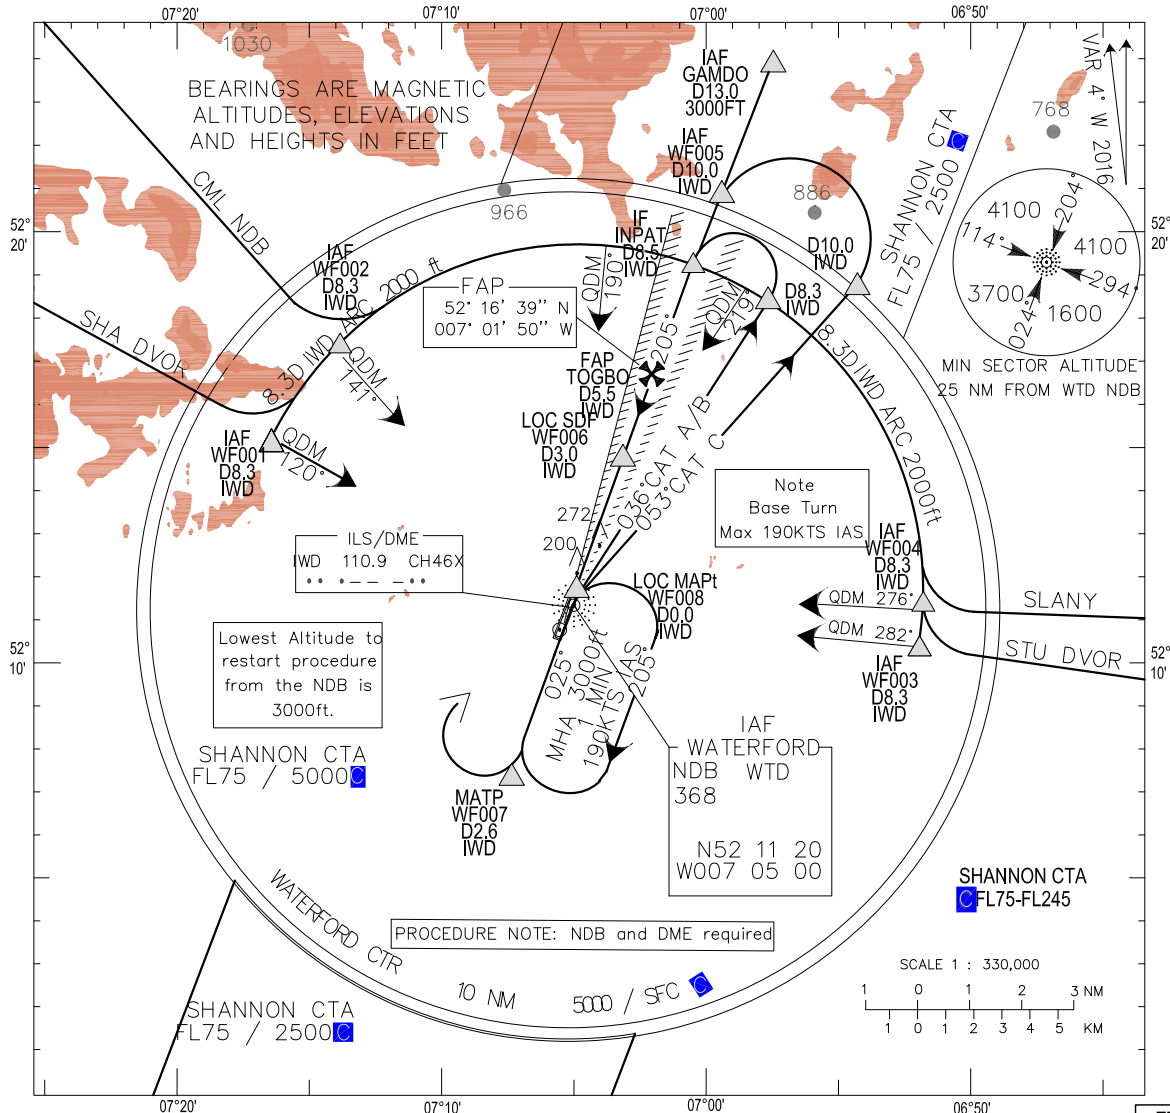 07°20'
07°10'
07°00'
06°50'
1030
BEARINGS ARE MAGNETIC
ALTITUDES, ELEVATIONS
AND HEIGHTS IN FEET
IAF
GAMDO
D13.0
3000FT
IAF
WF005
D10.0
IWD
VAR 4° W 2016
768
SHANNON CTA
FL75 / 2500
C
CML NDB
966
886
52°
20'
52°
20'
4100
204°
114°
4100
294°
3700
1600
024°
MIN SECTOR ALTITUDE
25 NM FROM WTD NDB
IF
INPAT
D8.5
IWD
D10.0
IWD
IAF
WF002
D8.3
IWD
8.3D IWD ARC 2000 ft
QDM
190°
FAP
52° 16' 39'' N
007° 01' 50'' W
205°
QDM
219°
D8.3
IWD
SHA DVOR
QDM
141°
FAP
TOGBO
D5.5
IWD
8.3D IWD ARC 2000ft
IAF
WF001
D8.3
IWD
QDM
120°
LOC SDF
WF006
D3.0
IWD
036° CAT A/B
053° CAT C
Note
Base Turn
Max 190KTS IAS
272
200
ILS/DME
IWD 110.9 CH46X
•• •−− −••
IAF
WF004
D8.3
IWD
LOC MAPt
WF008
D0.0
IWD
QDM 276°
SLANY
QDM 282°
STU DVOR
Lowest Altitude to
restart procedure
from the NDB is
3000ft.
52°
10'
52°
10'
025°
MHA 3000ft
1 MIN
190KTS IAS
205°
IAF
WF003
D8.3
IWD
SHANNON CTA
FL75 / 5000 C
IAF
WATERFORD
NDB WTD
368
N52 11 20
W007 05 00
MATP
WF007
D2.6
IWD
SHANNON CTA
C FL75-FL245
WATERFORD CTR
10 NM
5000 / SFC
C
PROCEDURE NOTE: NDB and DME required
SHANNON CTA
FL75 / 2500 C
SCALE 1 : 330,000
1 0 1 2 3 NM
1 0 1 2 3 4 5 KM
07°20'
07°10'
07°00'
06°50'